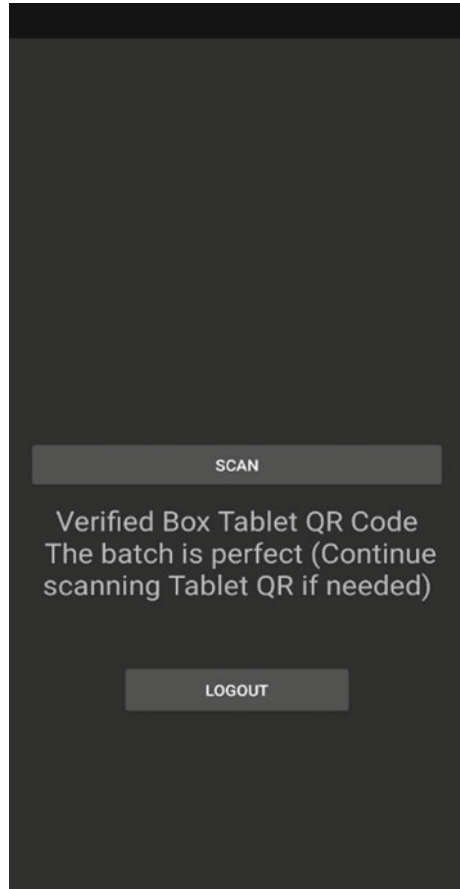 SCAN
Verified Box Tablet QR Code
The batch is perfect (Continue
scanning Tablet QR if needed)
LOGOUT